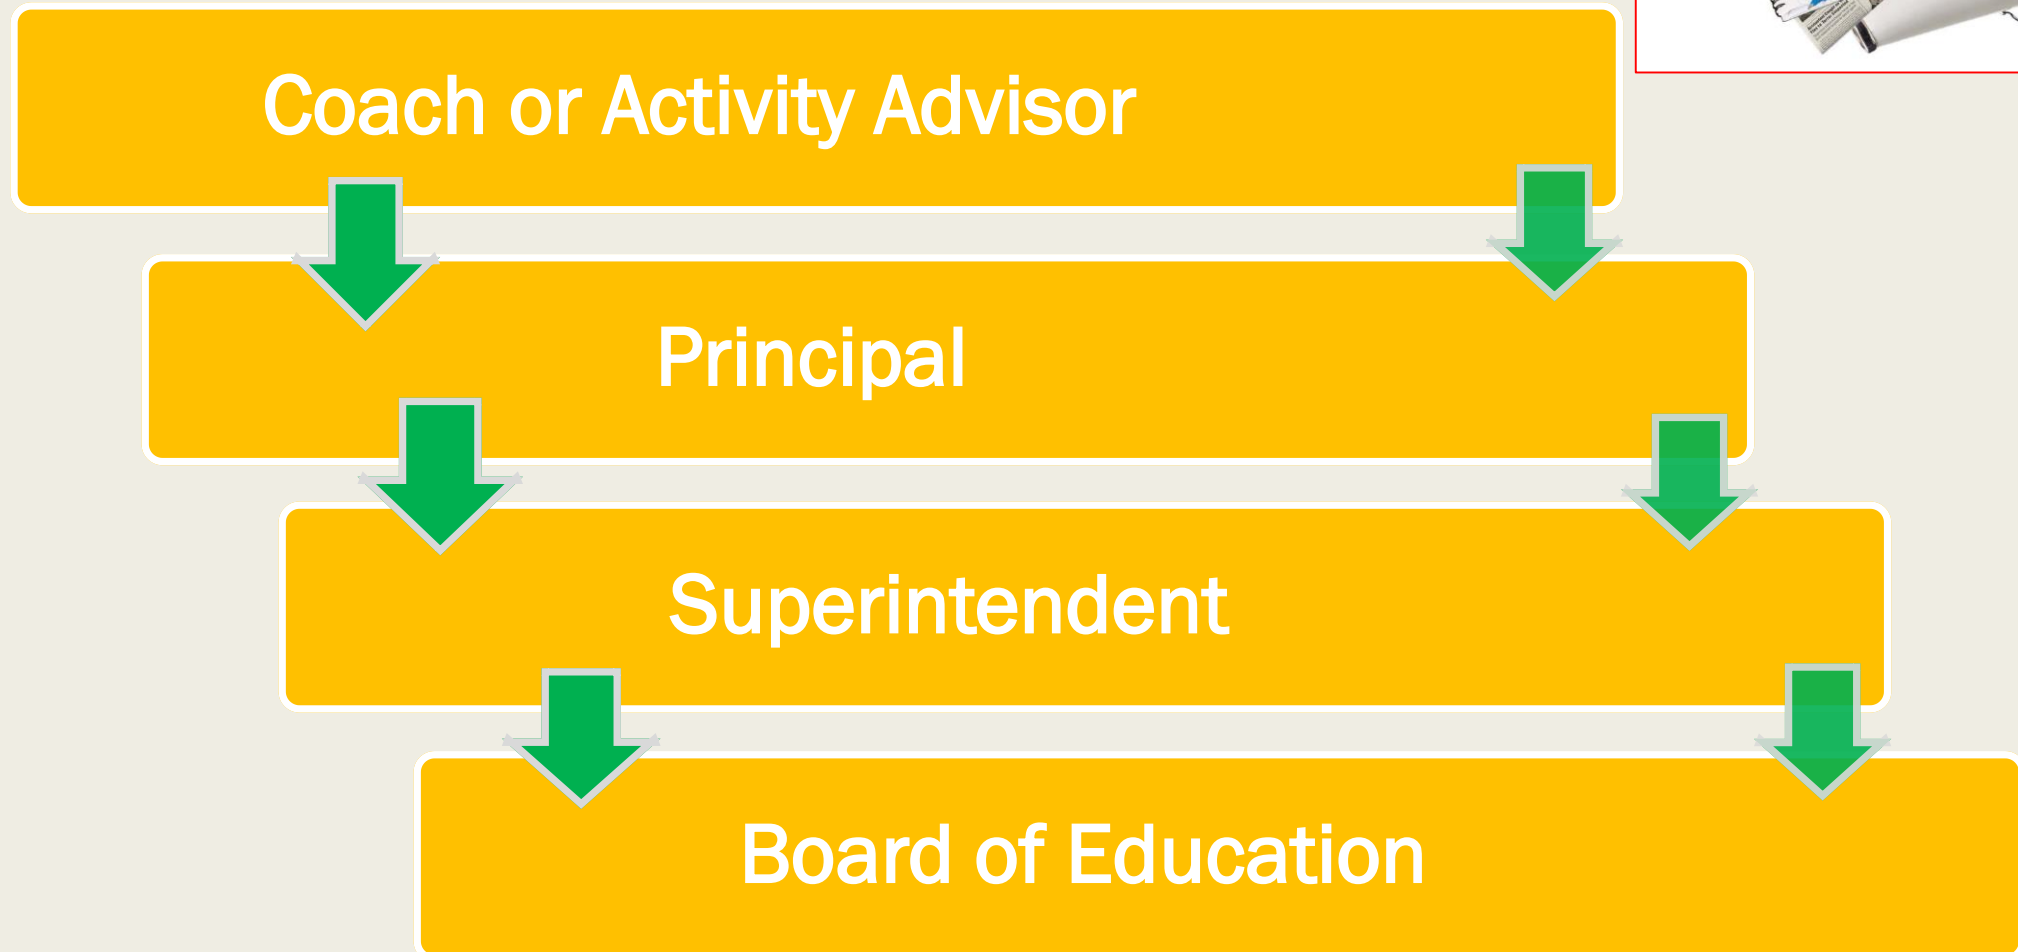 Coach or Activity Advisor
Principal
Superintendent
Board of Education